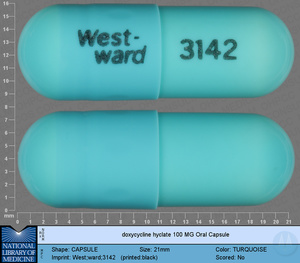 16
15
14
13
12
11
10
9
8
7
6
5
4
3
2
1
0
mm
West-
ward
3142
0 1 2 3 4 5 6 7 8 9 10 11 12 13 14 15 16 17 18 19 20 21
NATIONAL
LIBRARY OF
MEDICINE
doxycycline hyclate 100 MG Oral Capsule
Shape: CAPSULE Size: 21mm Color: TURQUOISE
Imprint: West;ward;3142 (printed:black) Scored: No